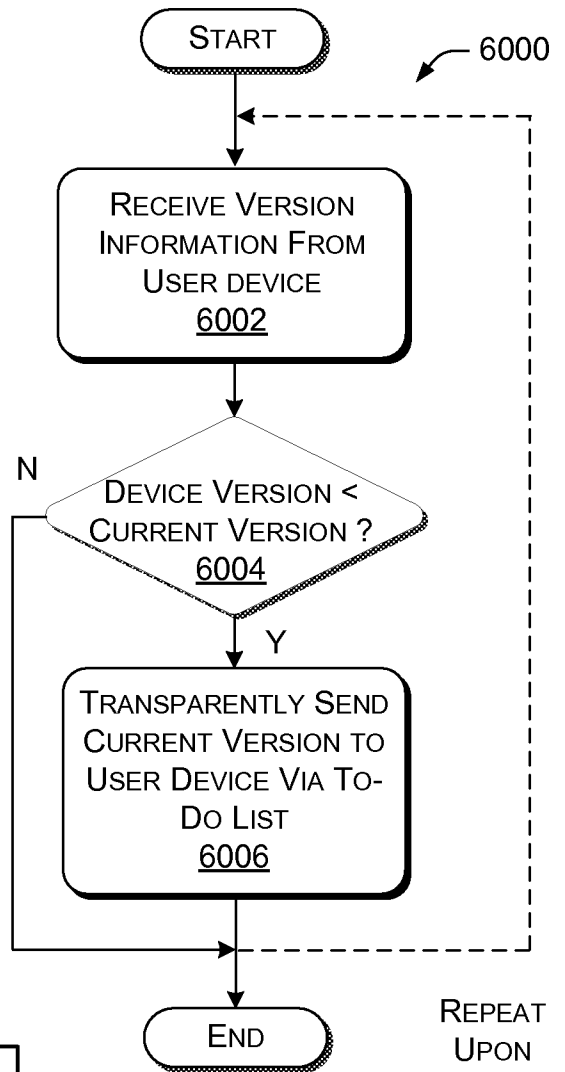 START
6000
RECEIVE VERSION
INFORMATION FROM
USER DEVICE
6002
N
DEVICE VERSION <
CURRENT VERSION ?
6004
Y
TRANSPARENTLY SEND
CURRENT VERSION TO
USER DEVICE VIA TO-
DO LIST
6006
END
REPEAT
UPON